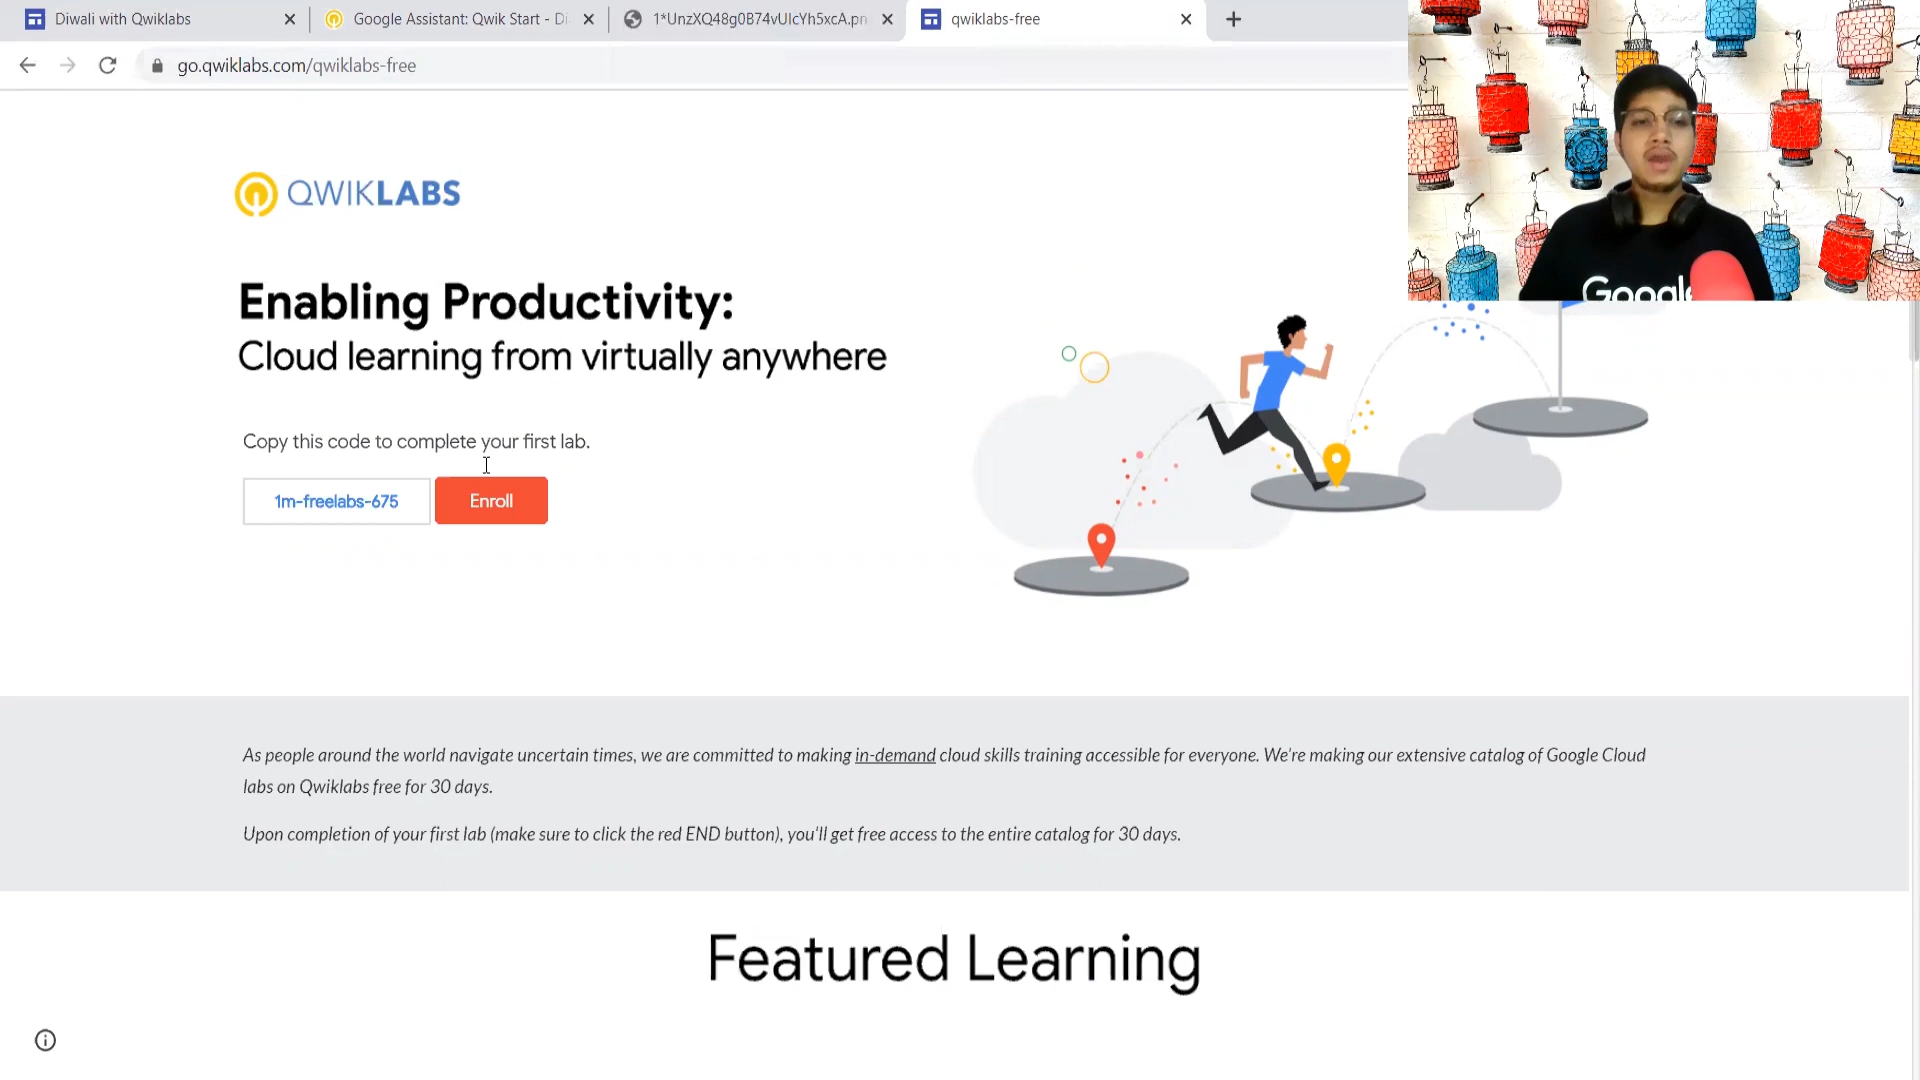 Diwali with Qwiklabs
Google Assistant: Qwik Start - Di
1*UnzXQ48g0B74vUIcYh5xcA.pn
qwiklabs-free
go.qwiklabs.com/qwiklabs-free
Google
QWIKLABS
Enabling Productivity:
Cloud learning from virtually anywhere
Copy this code to complete your first lab.
1m-freelabs-675
Enroll
As people around the world navigate uncertain times, we are committed to making in-demand cloud skills training accessible for everyone. We're making our extensive catalog of Google Cloud
labs on Qwiklabs free for 30 days.
Upon completion of your first lab (make sure to click the red END button), you'll get free access to the entire catalog for 30 days.
Featured Learning